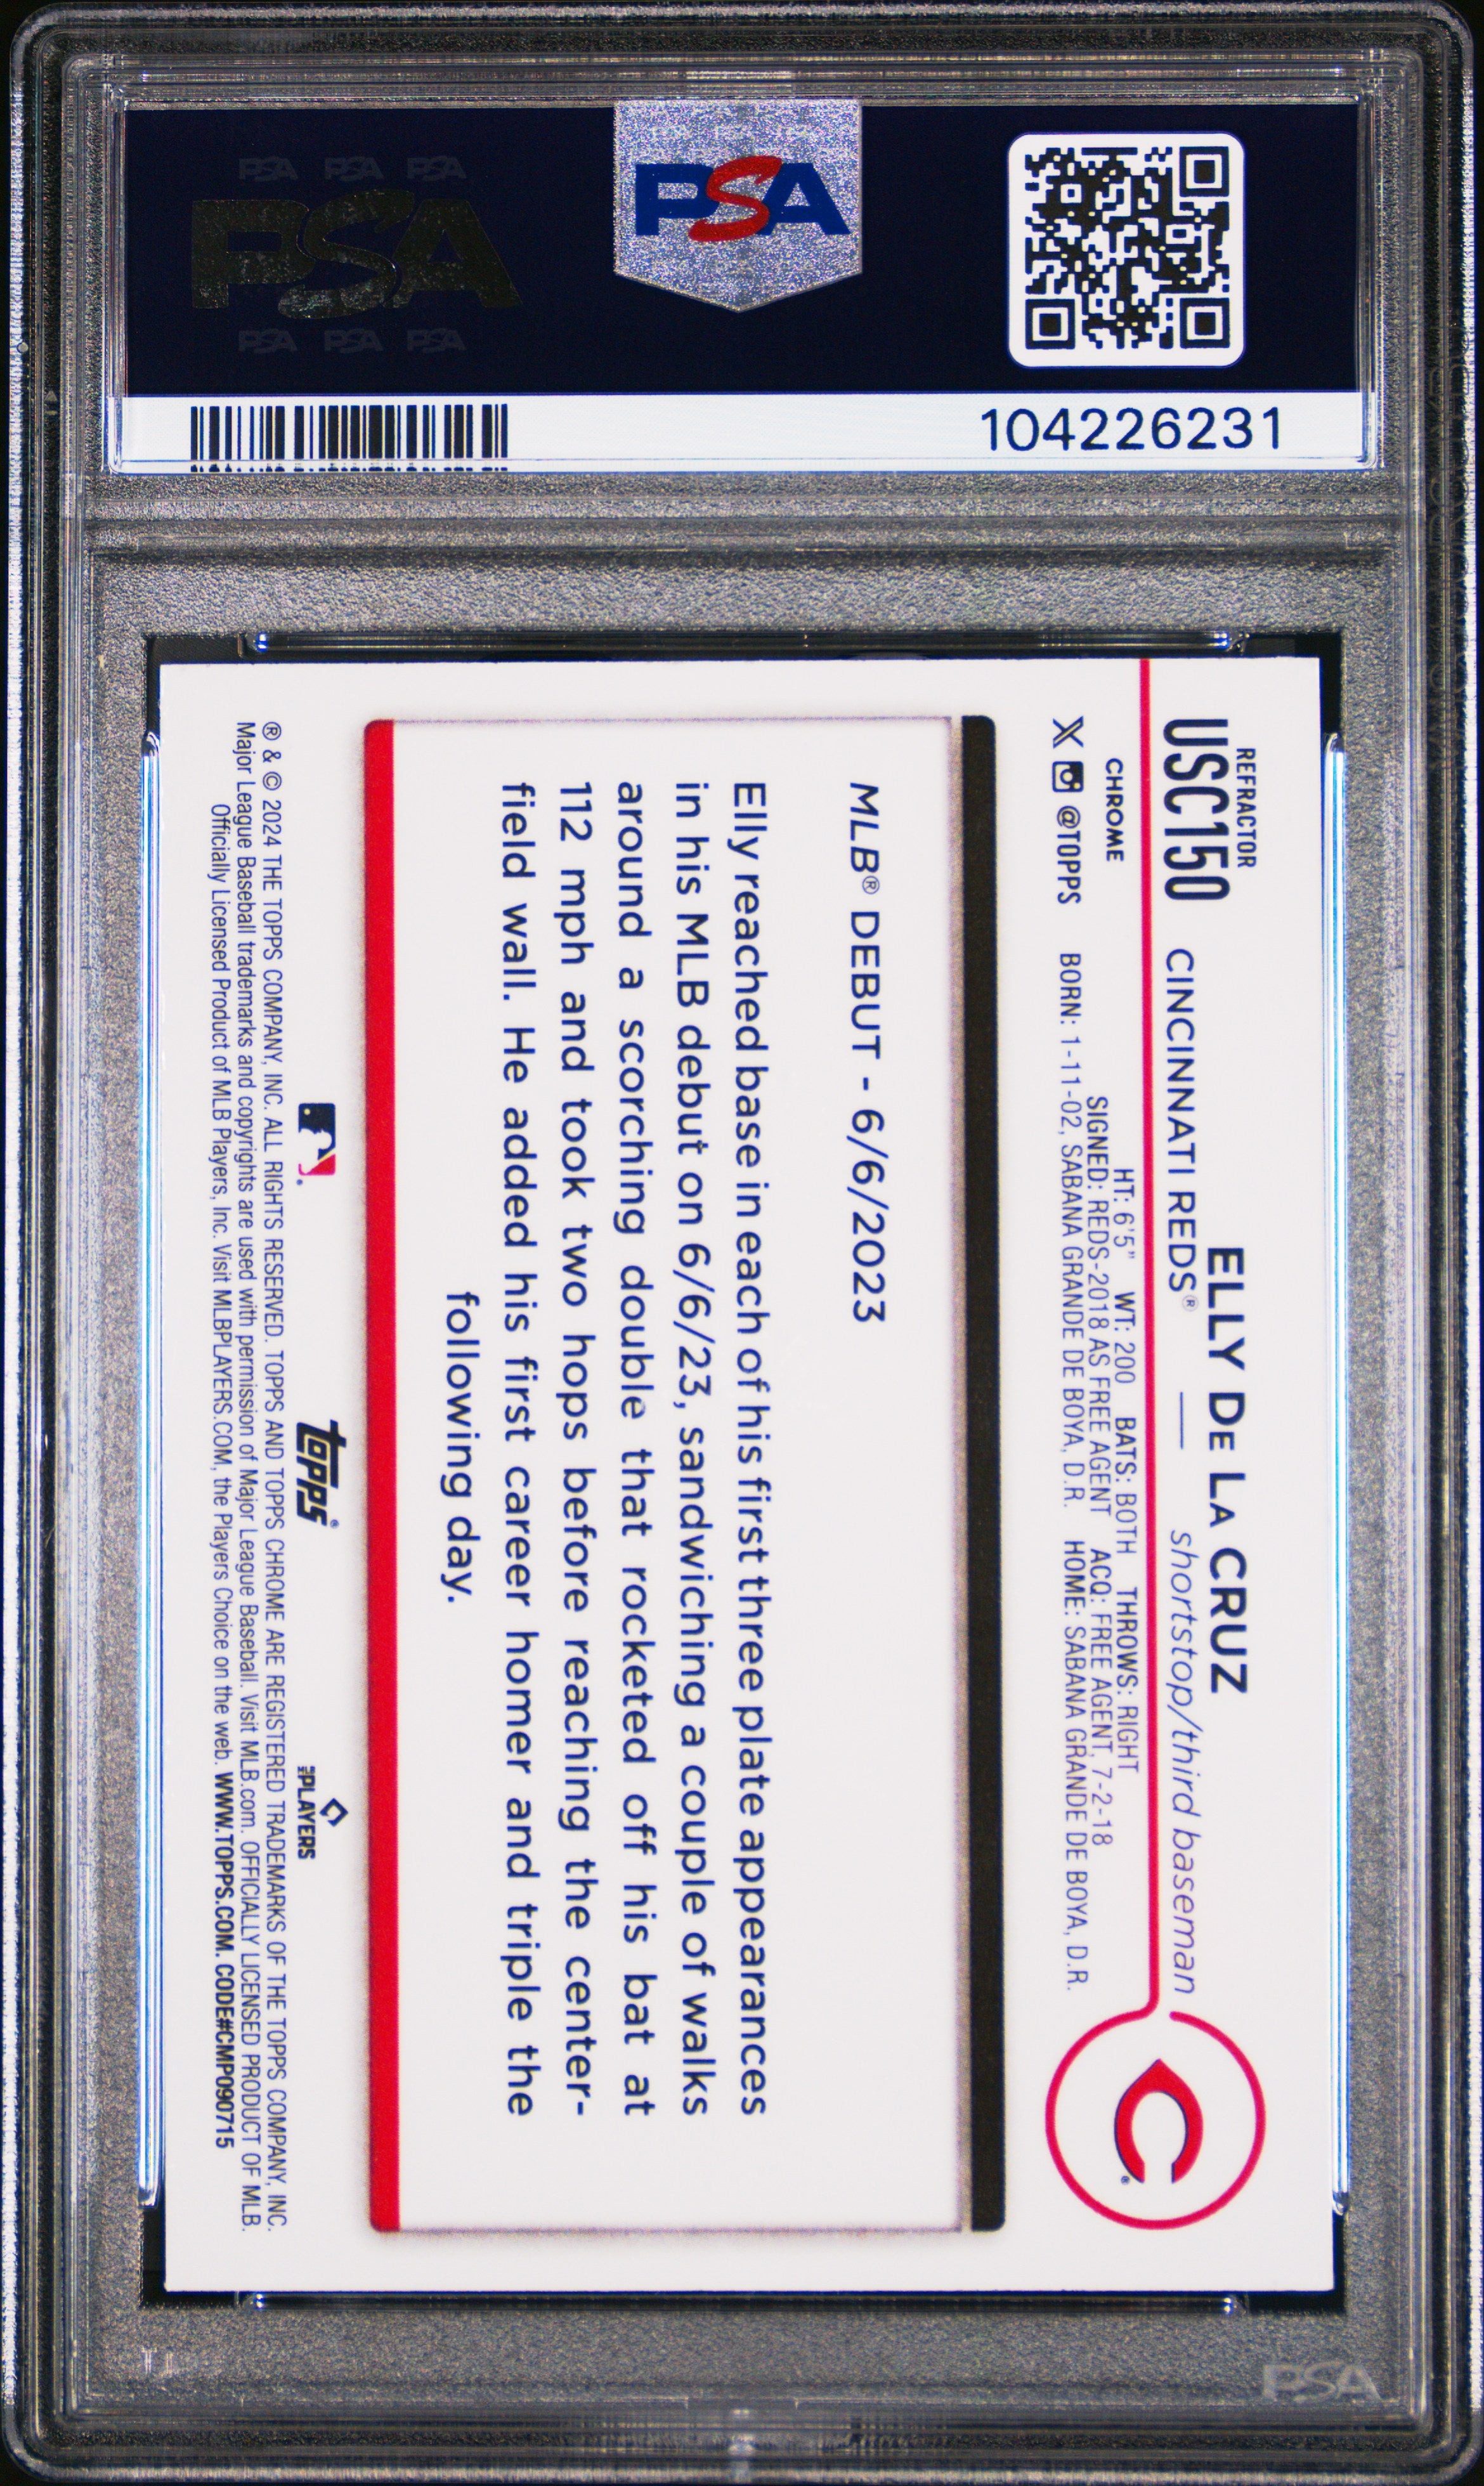 PSA PSA PSA
PSA
PSA PSA PSA
PSA
104226231
REFRACTOR
USC150
CHROME
@TOPPS
ELLY DE LA CRUZ
CINCINNATI REDS® — shortstop/third baseman
HT: 6'5" WT: 200 BATS: BOTH THROWS: RIGHT
SIGNED: REDS-2018 AS FREE AGENT ACQ: FREE AGENT, 7-2-18
BORN: 1-11-02, SABANA GRANDE DE BOYA, D.R. HOME: SABANA GRANDE DE BOYA, D.R.
C
MLB® DEBUT - 6/6/2023
Elly reached base in each of his first three plate appearances
in his MLB debut on 6/6/23, sandwiching a couple of walks
around a scorching double that rocketed off his bat at
112 mph and took two hops before reaching the center-
field wall. He added his first career homer and triple the
following day.
topps®
PLAYERS
® & © 2024 THE TOPPS COMPANY, INC. ALL RIGHTS RESERVED. TOPPS AND TOPPS CHROME ARE REGISTERED TRADEMARKS OF THE TOPPS COMPANY, INC.
Major League Baseball trademarks and copyrights are used with permission of Major League Baseball. Visit MLB.com. OFFICIALLY LICENSED PRODUCT OF MLB.
Officially Licensed Product of MLB Players, Inc. Visit MLBPLAYERS.COM, the Players Choice on the web. WWW.TOPPS.COM. CODE#CMP090715
PSA